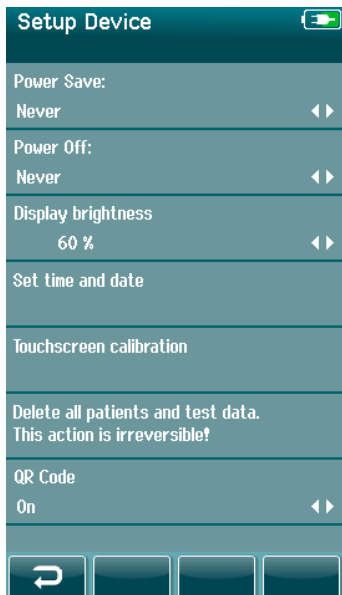 Setup Device
Power Save:
Never
Power Off:
Never
Display brightness
60 %
Set time and date
Touchscreen calibration
Delete all patients and test data.
This action is irreversible!
QR Code
On